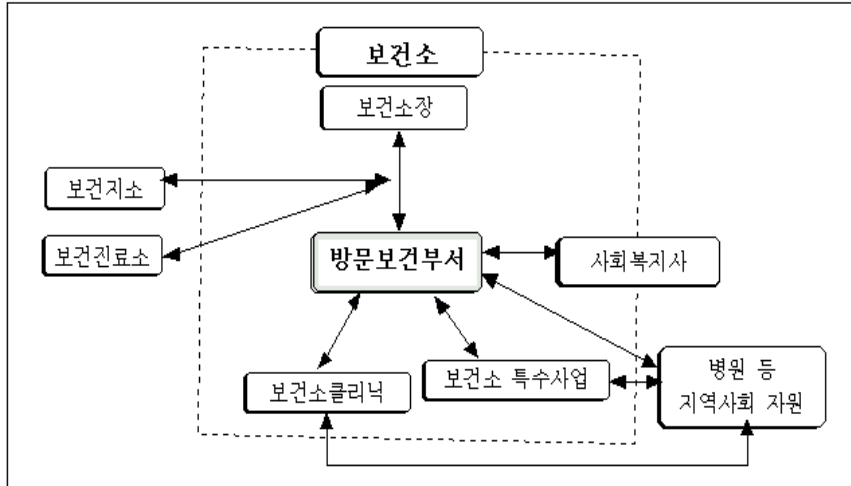 보건소
보건소장
보건지소
보건진료소
방문보건부서
사회복지사
보건소클리닉
보건소 특수사업
병원 등
지역사회 자원